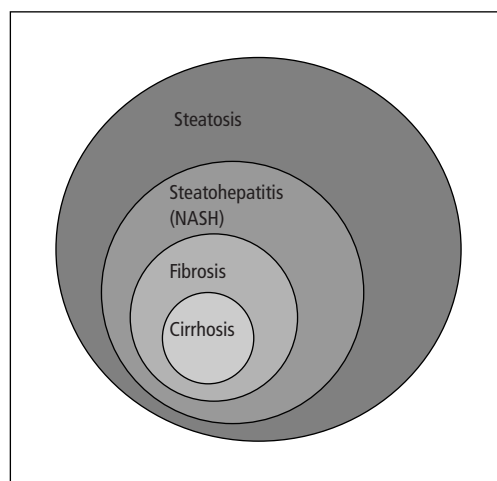 Steatosis
Steatohepatitis
(NASH)
Fibrosis
Cirrhosis